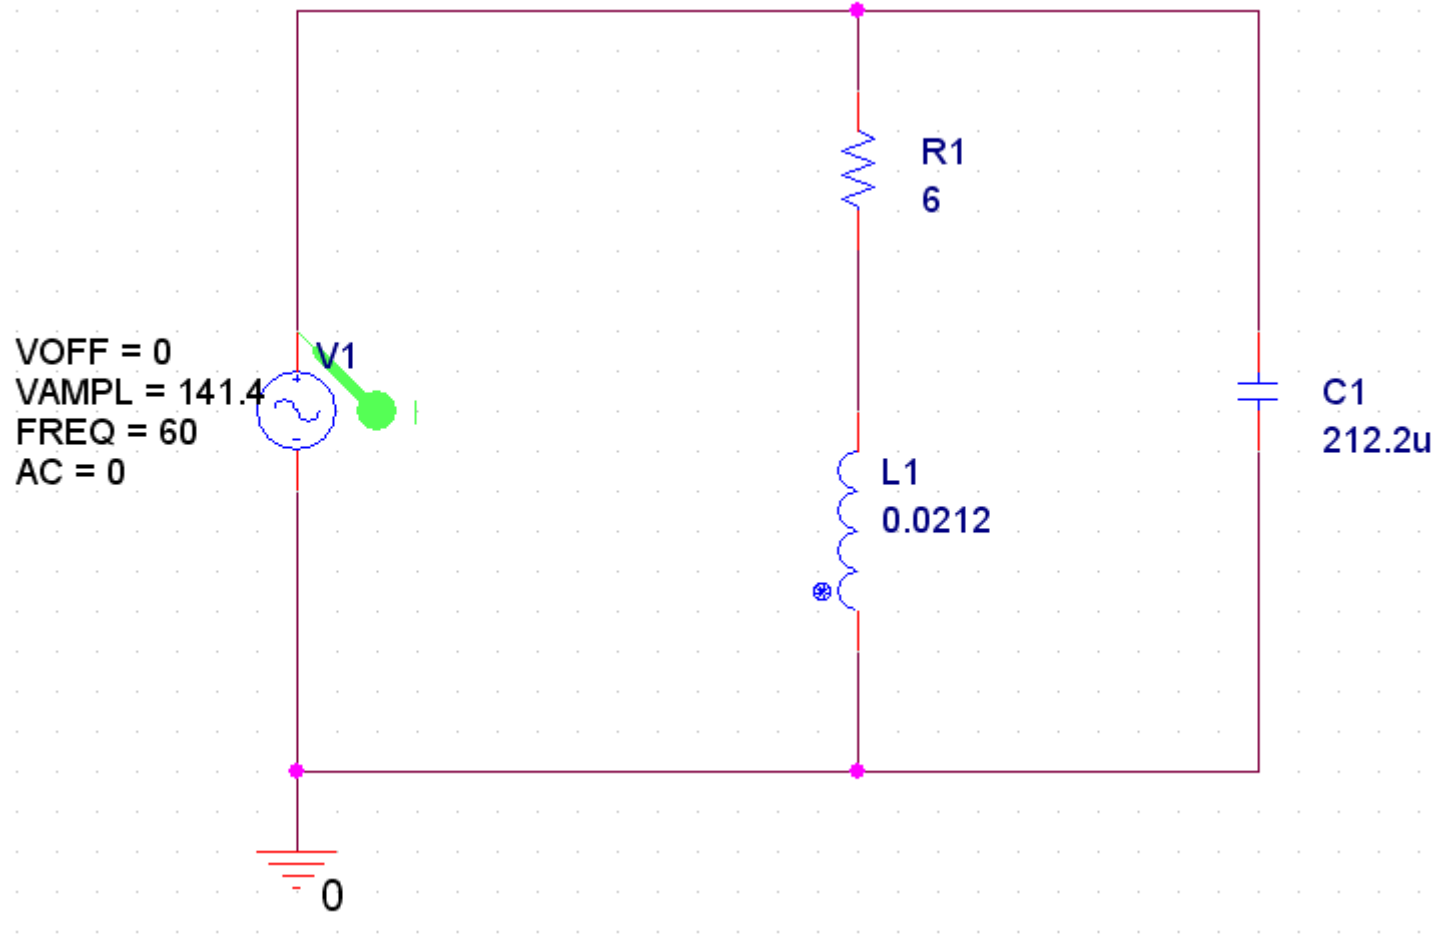 R1
6
V1
VOFF = 0
VAMPL = 141.4
FREQ = 60
AC = 0
C1
212.2u
L1
0.0212
0